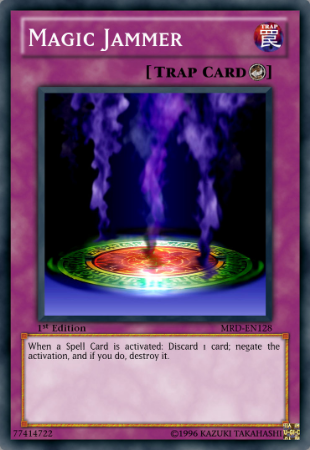 MAGIC JAMMER
TRAP
罠
[TRAP CARD]
1st Edition
MRD-EN128
When a Spell Card is activated: Discard 1 card; negate the
activation, and if you do, destroy it.
77414722
©1996 KAZUKI TAKAHASHI